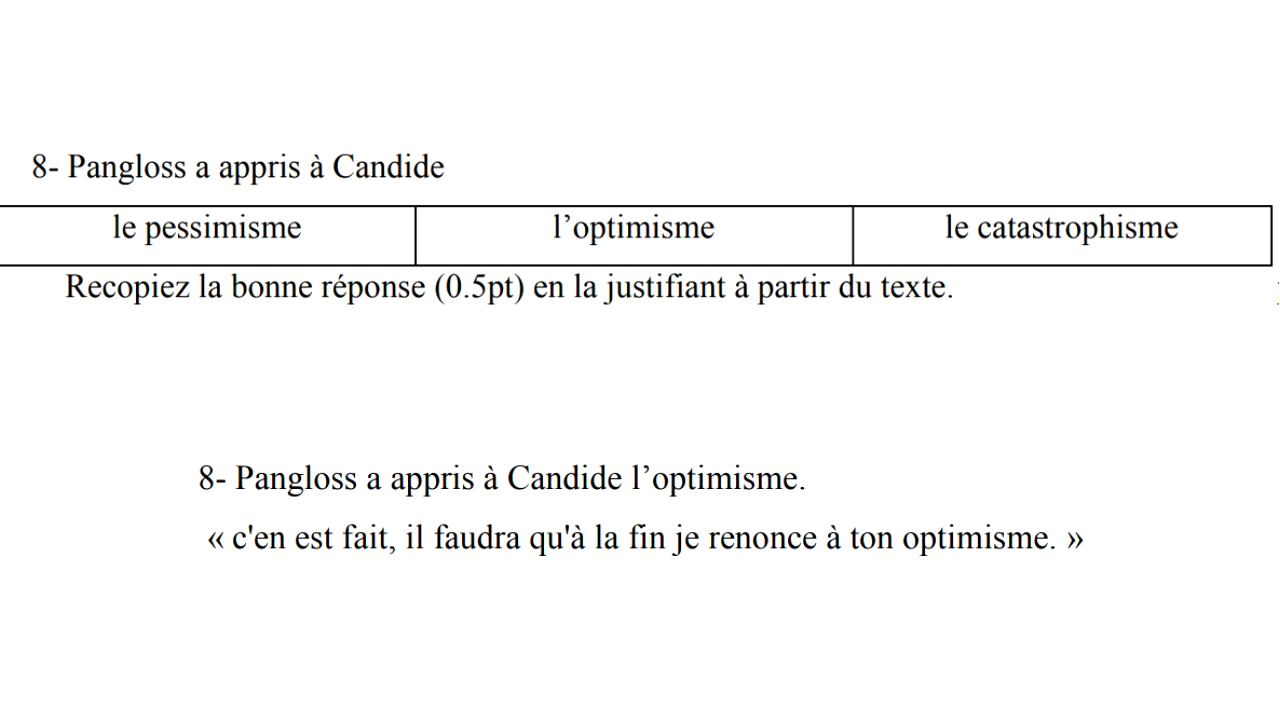 8- Pangloss a appris à Candide
le pessimisme l’optimisme le catastrophisme
Recopiez la bonne réponse (0.5pt) en la justifiant à partir du texte.
8- Pangloss a appris à Candide l’optimisme.
« c'en est fait, il faudra qu'à la fin je renonce à ton optimisme. »